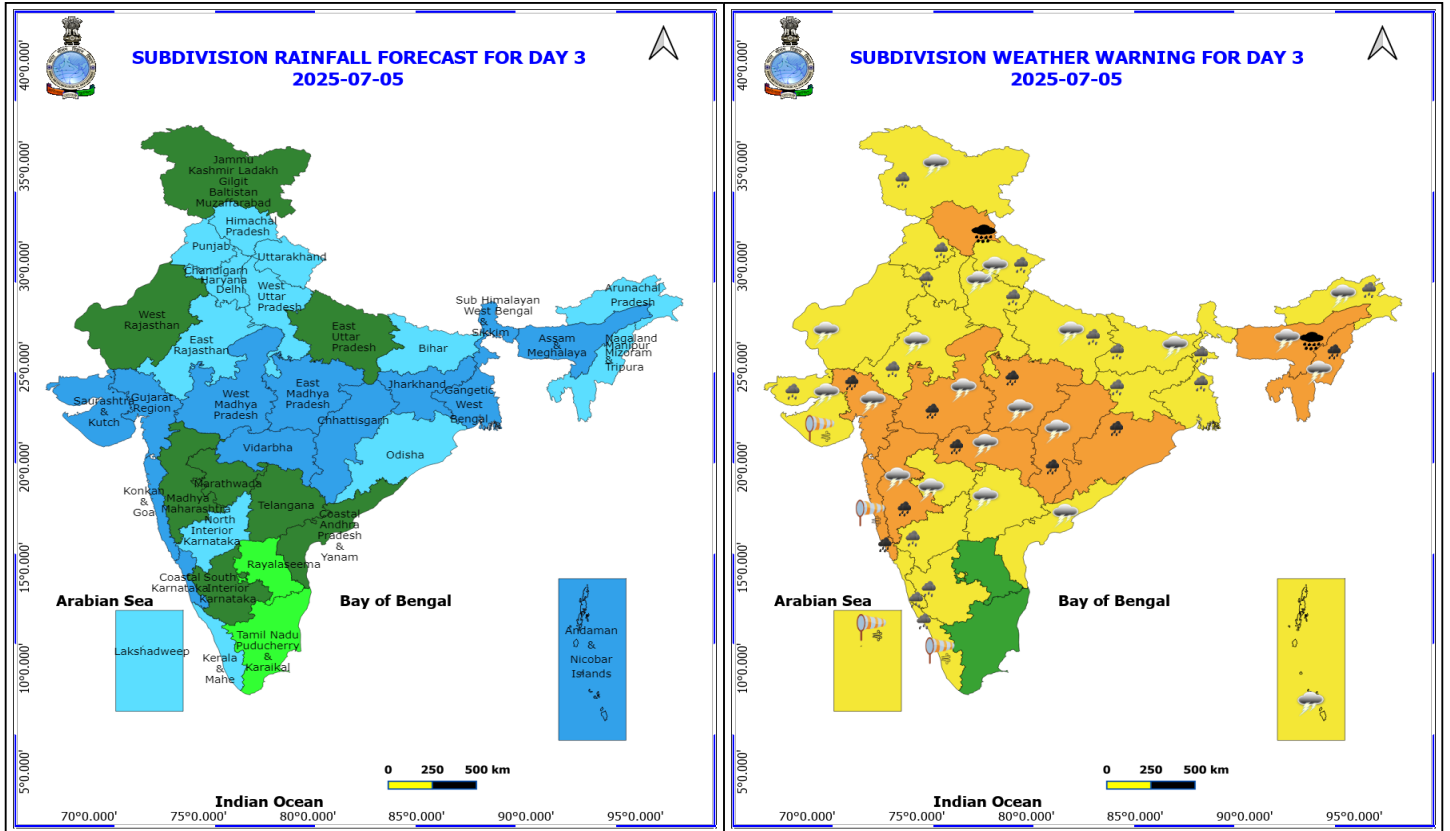 SUBDIVISION RAINFALL FORECAST FOR DAY 3
2025-07-05
40°0.000'
35°0.000'
30°0.000'
25°0.000'
20°0.000'
15°0.000'
10°0.000'
5°0.000'
Jammu
Kashmir Ladakh
Gilgit
Baltistan
Muzaffarabad
Himachal
Pradesh
Punjab
Uttarakhand
Chandigarh
Haryana
Delhi
West
Uttar
Pradesh
West
Rajasthan
East
Rajasthan
East
Uttar
Pradesh
Bihar
Sub Himalayan
West Bengal
&
Sikkim
Arunachal
Pradesh
Assam
&
Meghalaya
Nagaland
Manipur
Mizoram
&
Tripura
Saurashtra
&
Kutch
Gujarat
Region
West
Madhya
Pradesh
East
Madhya
Pradesh
Jharkhand
Gangetic
West
Bengal
Chhattisgarh
Vidarbha
Odisha
Konkan
&
Goa
Madhya
Maharashtra
Marathwada
Telangana
Coastal
Andhra
Pradesh
&
Yanam
North
Interior
Karnataka
Rayalaseema
Coastal
Karnataka
South
Interior
Karnataka
Tamil Nadu
Puducherry
&
Karaikal
Kerala
&
Mahe
Lakshadweep
Andaman
&
Nicobar
Islands
Arabian Sea
Bay of Bengal
Indian Ocean
0 250 500 km
70°0.000' 75°0.000' 80°0.000' 85°0.000' 90°0.000' 95°0.000'
SUBDIVISION WEATHER WARNING FOR DAY 3
2025-07-05
40°0.000'
35°0.000'
30°0.000'
25°0.000'
20°0.000'
15°0.000'
10°0.000'
5°0.000'
Arabian Sea
Bay of Bengal
Indian Ocean
0 250 500 km
70°0.000' 75°0.000' 80°0.000' 85°0.000' 90°0.000' 95°0.000'